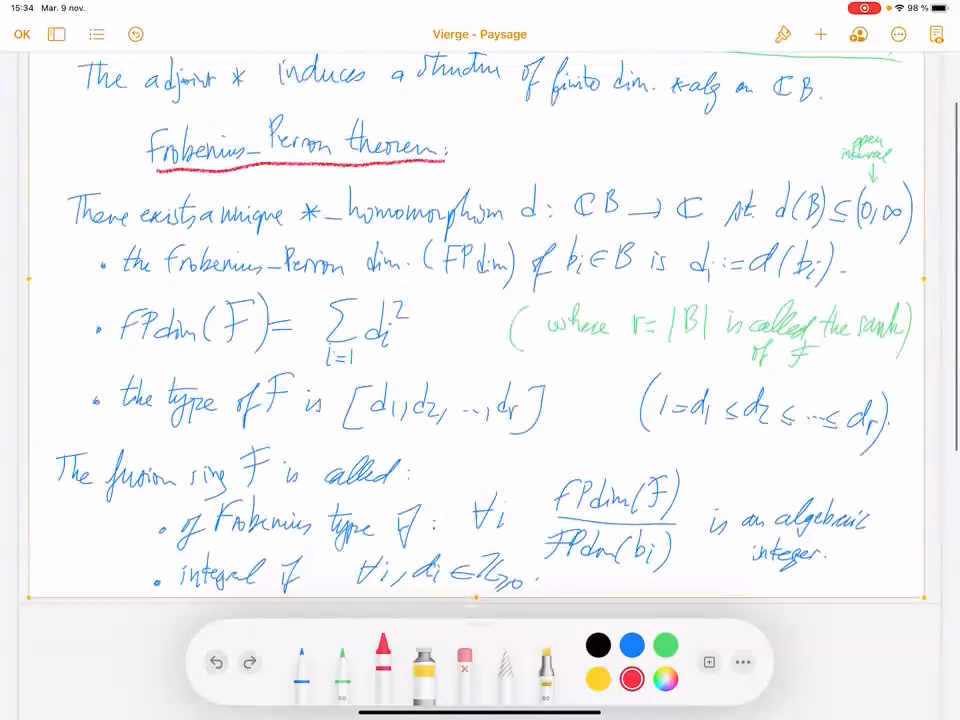 15:34 Mar. 9 nov.
98 %
OK
Vierge – Paysage
The adjoint * induces a structure of finite dim. *-alg on ℂB.
Frobenius-Perron theorem:
open
interval
There exists a unique *-homomorphism d: ℂB → ℂ st. d(B) ⊆ (0,∞)
• the Frobenius-Perron dim. (FPdim) of bᵢ ∈ B is dᵢ := d(bᵢ).
• FPdim(F) = ∑_{i=1} dᵢ² (where r = |B| is called the rank of F)
• the type of F is [d₁, d₂, ..., dᵣ] (1 = d₁ ≤ d₂ ≤ ... ≤ dᵣ).
The fusion ring F is called:
• of Frobenius type if: ∀i FPdim(F) / FPdim(bᵢ) is an algebraic integer.
• integral if ∀i, dᵢ ∈ ℤ>0.